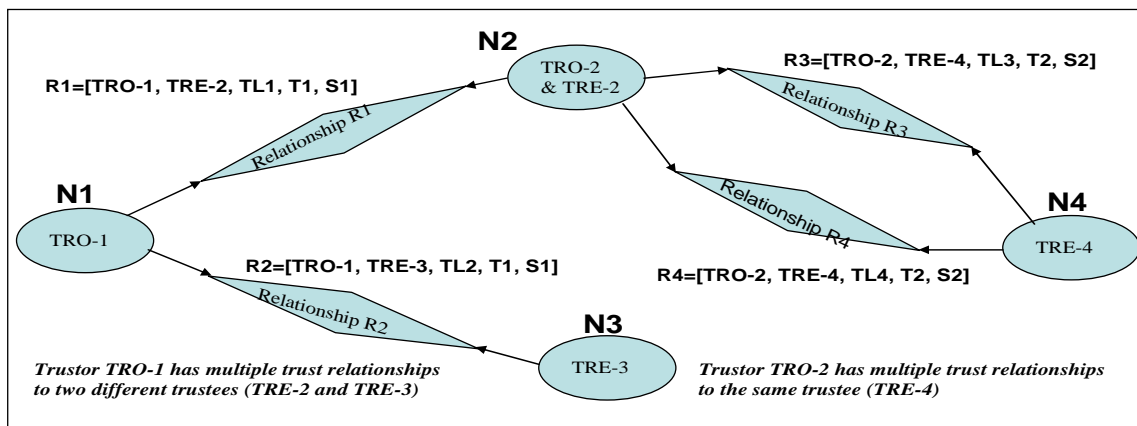 N2
TRO-2
& TRE-2
R3=[TRO-2, TRE-4, TL3, T2, S2]
R1=[TRO-1, TRE-2, TL1, T1, S1]
Relationship R1
Relationship R3
N1
TRO-1
Relationship R4
N4
TRE-4
R2=[TRO-1, TRE-3, TL2, T1, S1]
R4=[TRO-2, TRE-4, TL4, T2, S2]
Relationship R2
N3
TRE-3
Trustor TRO-1 has multiple trust relationships
to two different trustees (TRE-2 and TRE-3)
Trustor TRO-2 has multiple trust relationships
to the same trustee (TRE-4)